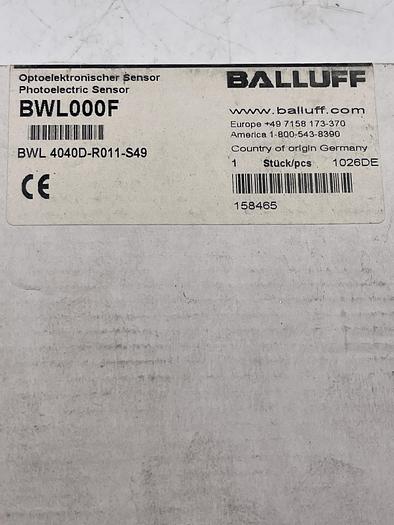 Optoelektronischer Sensor
Photoelectric Sensor
BWL000F
BWL 4040D-R011-S49
CE
BALLUFF
www.balluff.com
Europe +49 7158 173-370
America 1-800-543-8390
Country of origin Germany
1 Stück/pcs 1026DE
158465